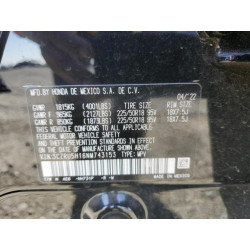 MFD.BY HONDA DE MEXICO S.A. DE C.V. 04/22
GVWR 1815KG (4001LBS) TIRE SIZE RIM SIZE
GAWR F 965KG (2127LBS) 225/50R18 95V 18X7.5J
GAWR R 850KG (1873LBS) 225/50R18 95V 18X7.5J
THIS VEHICLE CONFORMS TO ALL APPLICABLE
FEDERAL MOTOR VEHICLE SAFETY AND
THEFT PREVENTION STANDARDS IN EFFECT ON THE
DATE OF MANUFACTURE SHOWN ABOVE.
V.I.N. 3CZRU5H16NM743153 TYPE: MPV